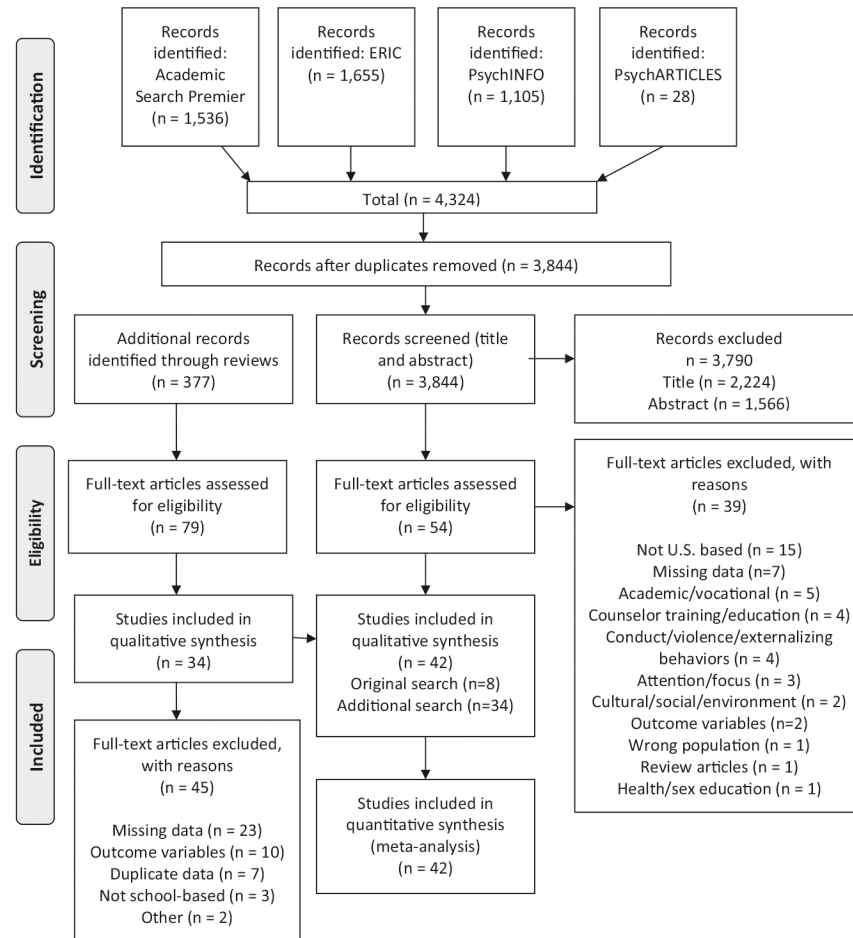 Identification
Records
identified:
Academic
Search Premier
(n = 1,536)
Records
identified: ERIC
(n = 1,655)
Records
identified:
PsychINFO
(n = 1,105)
Records
identified:
PsychARTICLES
(n = 28)
Total (n = 4,324)
Screening
Records after duplicates removed (n = 3,844)
Additional records
identified through reviews
(n = 377)
Records screened (title
and abstract)
(n = 3,844)
Records excluded
n = 3,790
Title (n = 2,224)
Abstract (n = 1,566)
Eligibility
Full-text articles assessed
for eligibility
(n = 79)
Full-text articles assessed
for eligibility
(n = 54)
Full-text articles excluded, with
reasons
(n = 39)
Not U.S. based (n = 15)
Missing data (n=7)
Academic/vocational (n = 5)
Counselor training/education (n = 4)
Conduct/violence/externalizing
behaviors (n = 4)
Attention/focus (n = 3)
Cultural/social/environment (n = 2)
Outcome variables (n=2)
Wrong population (n = 1)
Review articles (n = 1)
Health/sex education (n = 1)
Studies included in
qualitative synthesis
(n = 34)
Studies included in
qualitative synthesis
(n = 42)
Original search (n=8)
Additional search (n=34)
Included
Full-text articles excluded,
with reasons
(n = 45)
Missing data (n = 23)
Outcome variables (n = 10)
Duplicate data (n = 7)
Not school-based (n = 3)
Other (n = 2)
Studies included in
quantitative synthesis
(meta-analysis)
(n = 42)